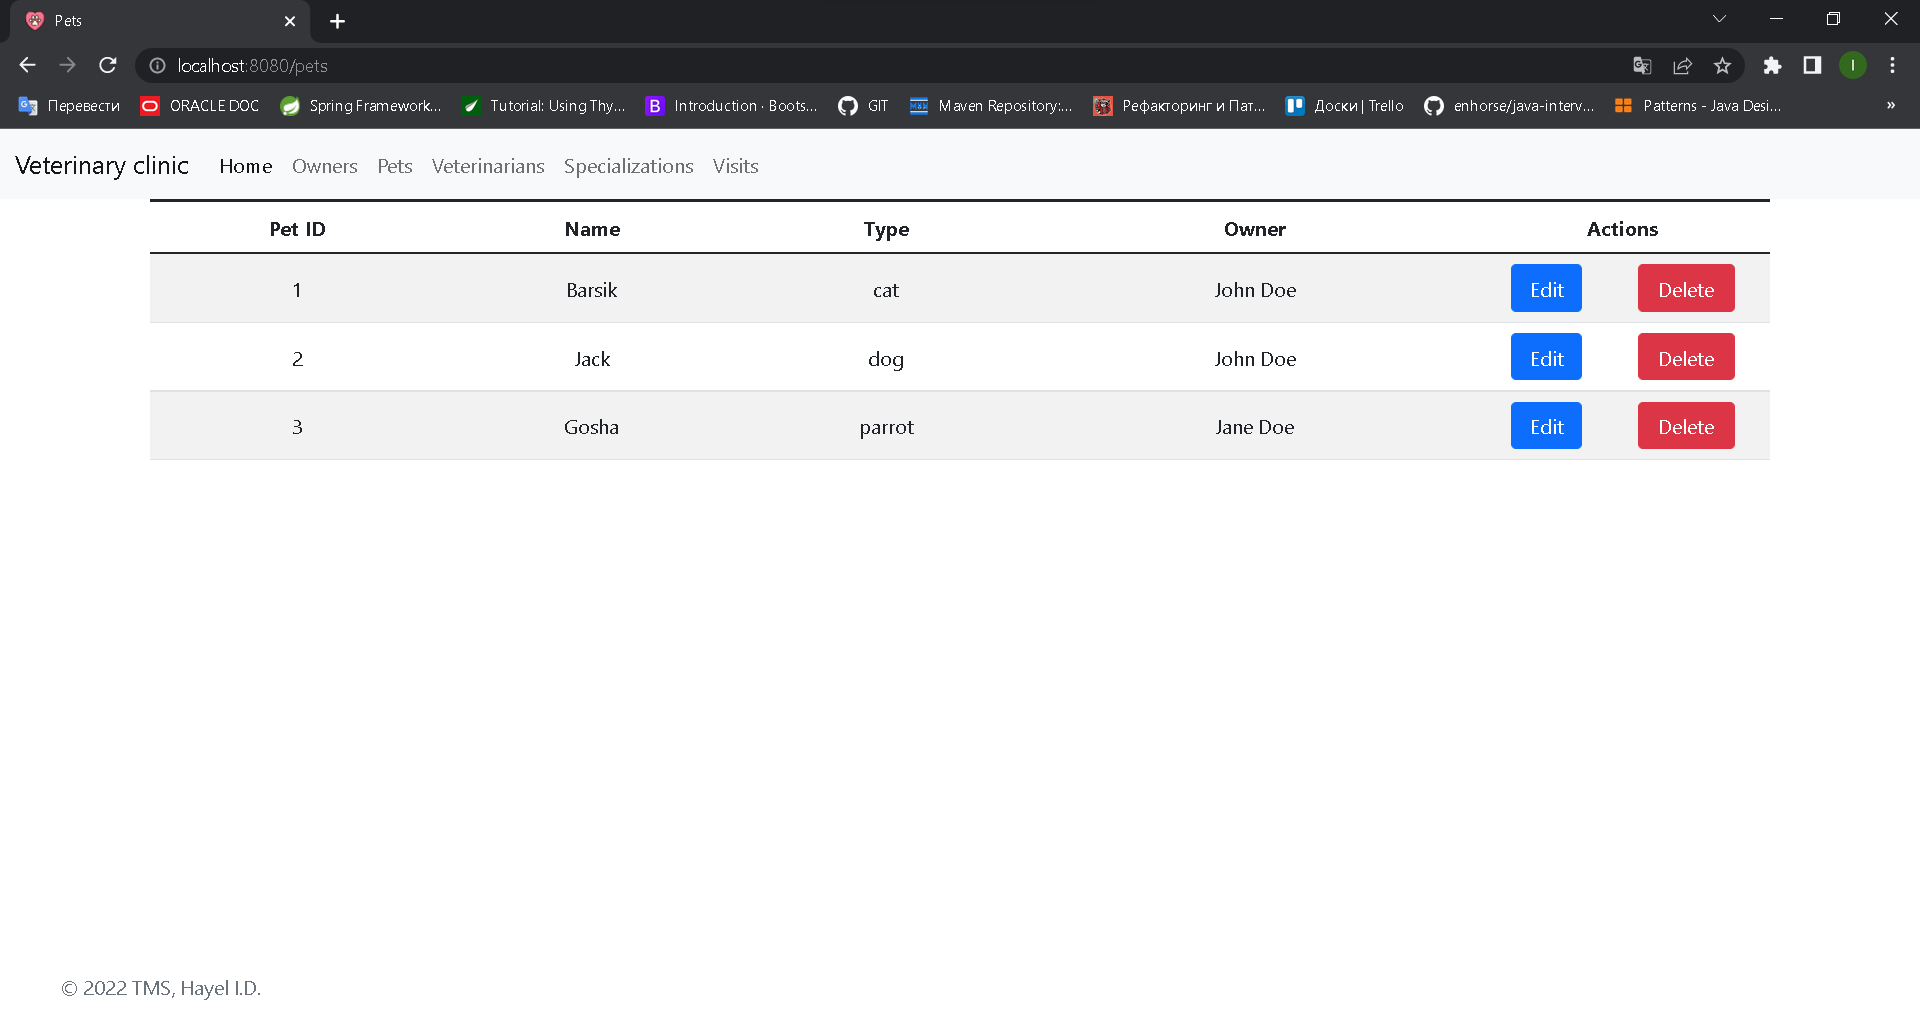 Pets
localhost:8080/pets
Перевести ORACLE DOC Spring Framework... Tutorial: Using Thy... Introduction · Boots... GIT Maven Repository:... Рефакторинг и Пат... Доски | Trello enhorse/java-interv... Patterns - Java Desi... »
Veterinary clinic Home Owners Pets Veterinarians Specializations Visits
Pet ID Name Type Owner Actions
1 Barsik cat John Doe Edit Delete
2 Jack dog John Doe Edit Delete
3 Gosha parrot Jane Doe Edit Delete
© 2022 TMS, Hayel I.D.